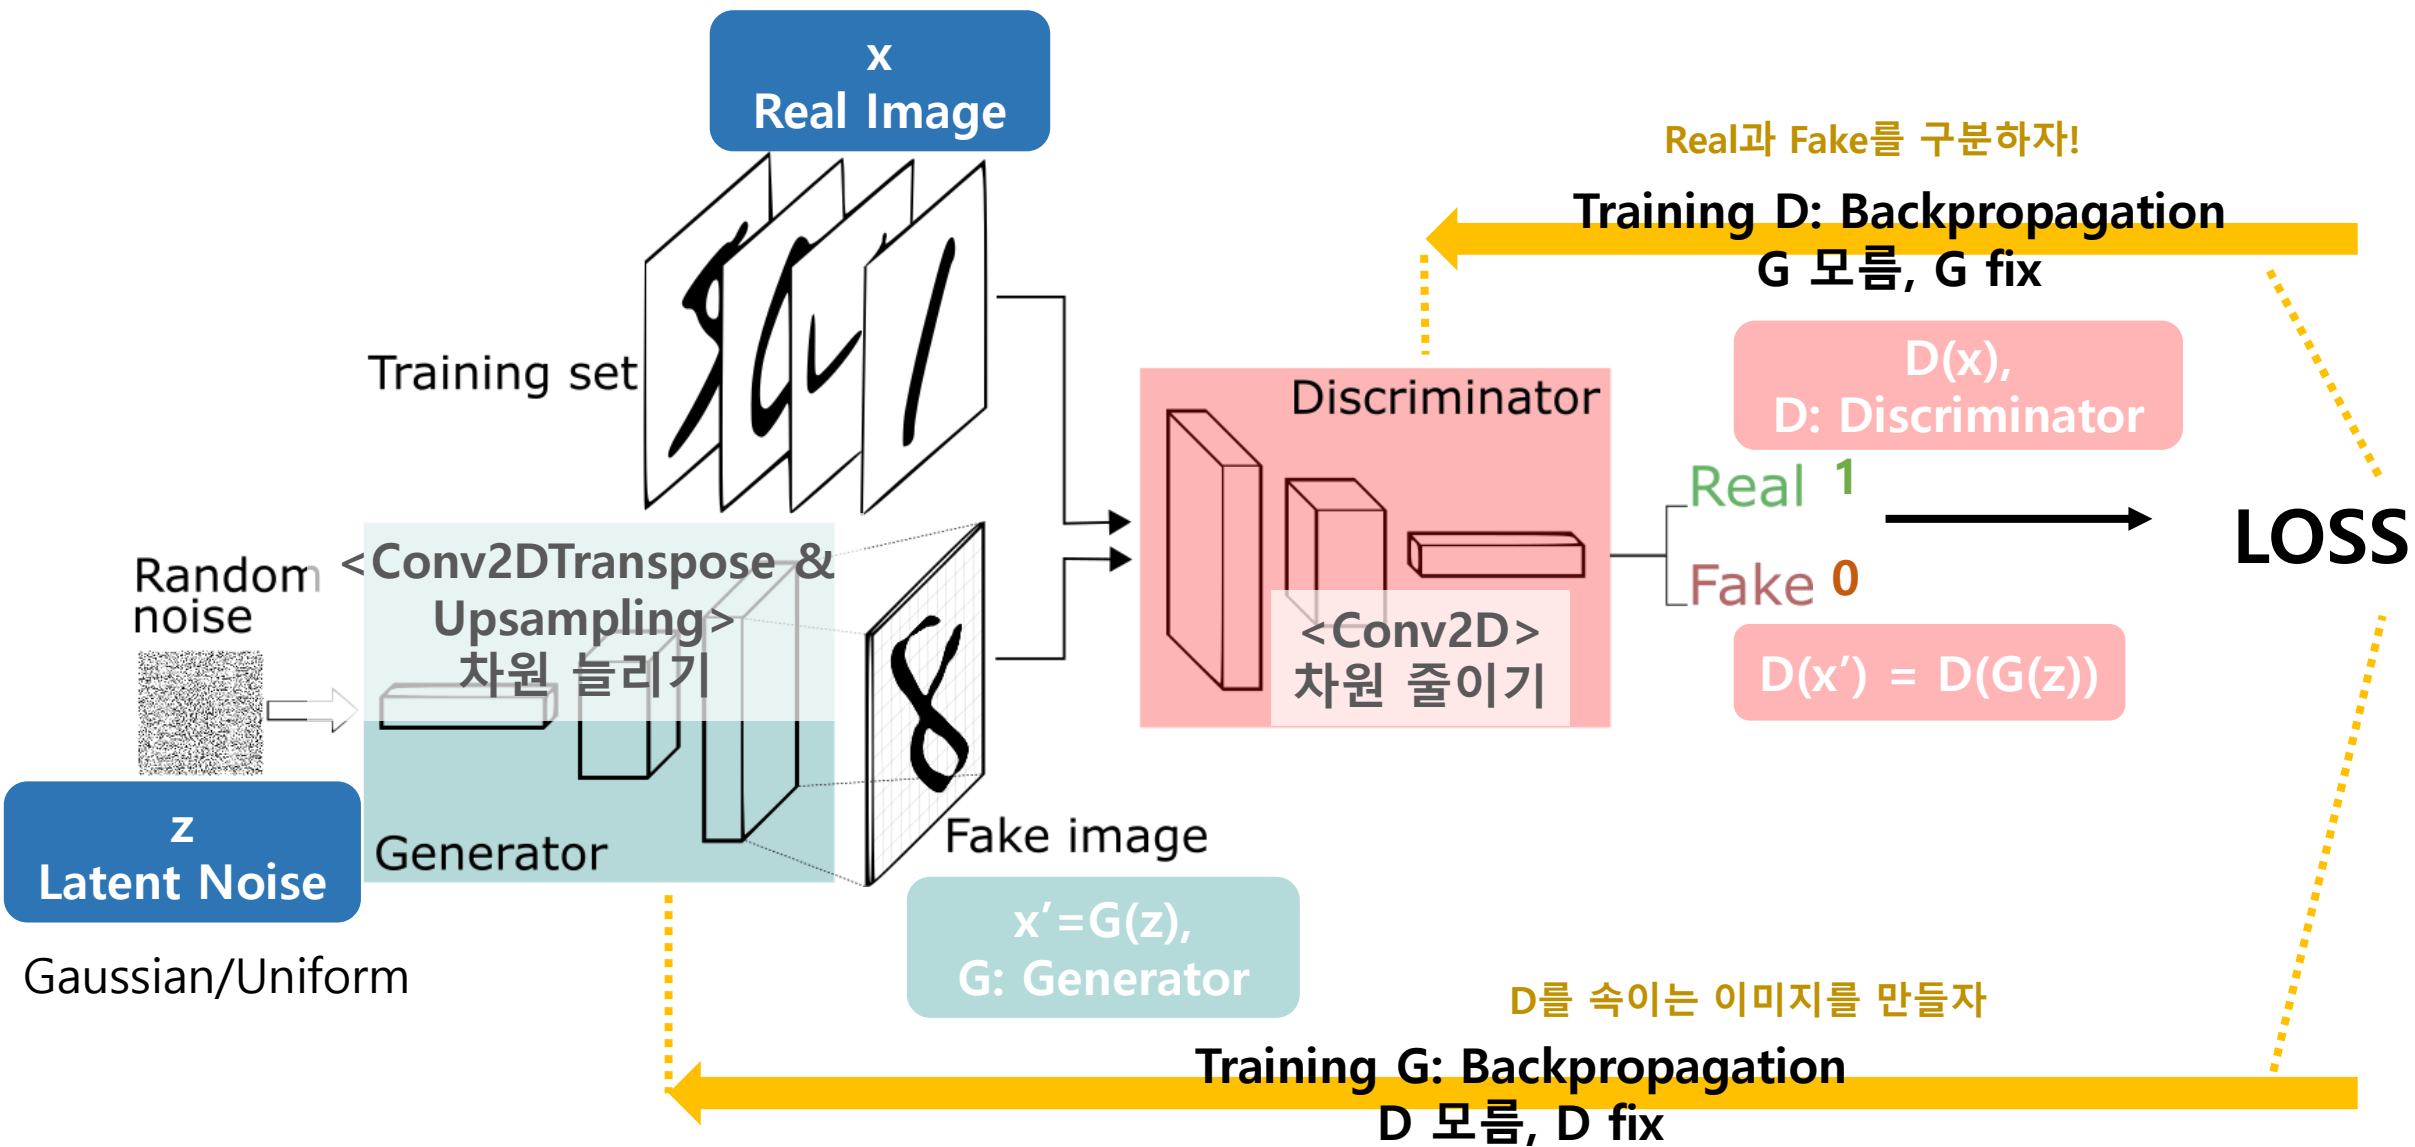 x
Real Image
Real과 Fake를 구분하자!
Training D: Backpropagation
G 모름, G fix
Training set
D(x),
D: Discriminator
Discriminator
Real 1
LOSS
Fake 0
<Conv2D>
차원 줄이기
D(x′) = D(G(z))
Random
noise
<Conv2DTranspose &
Upsampling>
차원 늘리기
z
Latent Noise
Generator
Fake image
Gaussian/Uniform
x′=G(z),
G: Generator
D를 속이는 이미지를 만들자
Training G: Backpropagation
D 모름, D fix